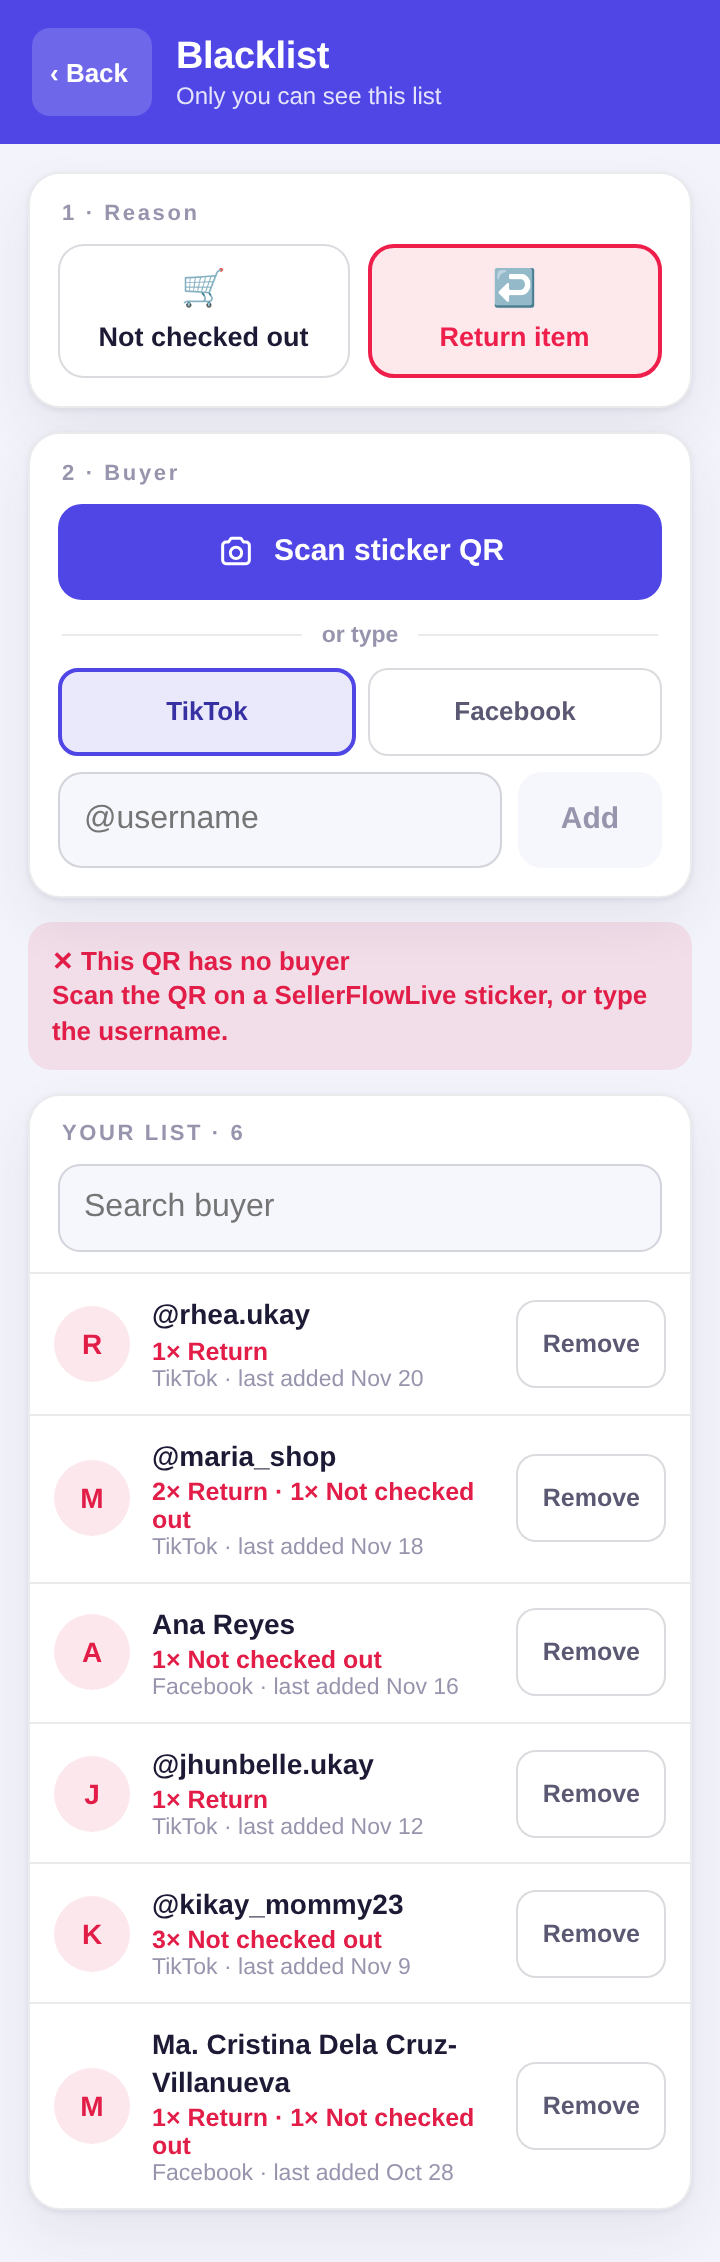 ‹ Back
Blacklist
Only you can see this list
1 · Reason
Not checked out
Return item
2 · Buyer
Scan sticker QR
or type
TikTok
Facebook
@username
Add
✕ This QR has no buyer
Scan the QR on a SellerFlowLive sticker, or type
the username.
YOUR LIST · 6
Search buyer
R
@rhea.ukay
1× Return
TikTok · last added Nov 20
Remove
M
@maria_shop
2× Return · 1× Not checked
out
TikTok · last added Nov 18
Remove
A
Ana Reyes
1× Not checked out
Facebook · last added Nov 16
Remove
J
@jhunbelle.ukay
1× Return
TikTok · last added Nov 12
Remove
K
@kikay_mommy23
3× Not checked out
TikTok · last added Nov 9
Remove
M
Ma. Cristina Dela Cruz-
Villanueva
1× Return · 1× Not checked
out
Facebook · last added Oct 28
Remove